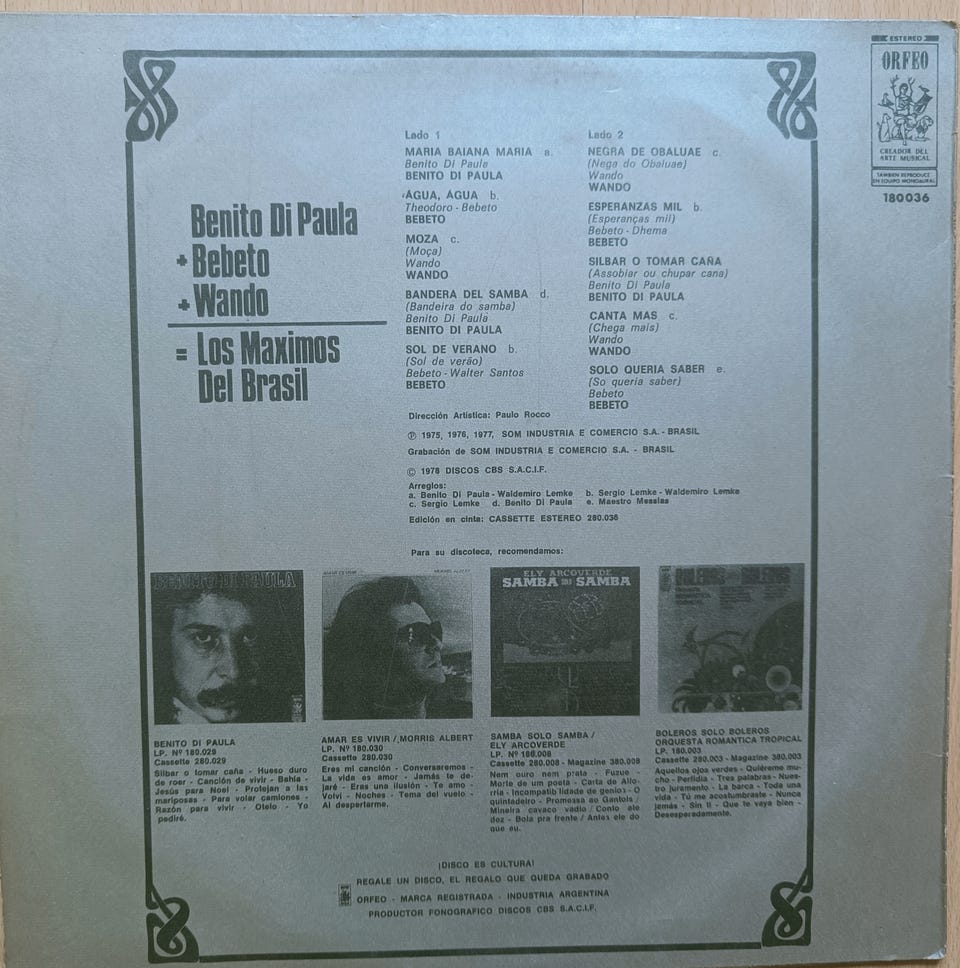 ESTEREO
ORFEO
CREADOR DEL
ARTE MUSICAL
TAMBIEN REPRODUCE
EN EQUIPO MONOAURAL
180036
Benito Di Paula
+ Bebeto
+ Wando
= Los Maximos
Del Brasil
Lado 1
MARIA BAIANA MARIA a.
Benito Di Paula
BENITO DI PAULA
ÁGUA, ÁGUA b.
Theodoro - Bebeto
BEBETO
MOZA c.
(Moça)
Wando
WANDO
BANDERA DEL SAMBA d.
(Bandeira do samba)
Benito Di Paula
BENITO DI PAULA
SOL DE VERANO b.
(Sol de verão)
Bebeto - Walter Santos
BEBETO
Lado 2
NEGRA DE OBALUAE c.
(Nega do Obaluae)
Wando
WANDO
ESPERANZAS MIL b.
(Esperanças mil)
Bebeto - Dhema
BEBETO
SILBAR O TOMAR CAÑA
(Assobiar ou chupar cana)
Benito Di Paula
BENITO DI PAULA
CANTA MAS c.
(Chega mais)
Wando
WANDO
SOLO QUERIA SABER e.
(So queria saber)
Bebeto
BEBETO
Dirección Artística: Paulo Rocco
Ⓟ 1975, 1976, 1977, SOM INDUSTRIA E COMERCIO S.A. - BRASIL
Grabación de SOM INDUSTRIA E COMERCIO S.A. - BRASIL
© 1978 DISCOS CBS S.A.C.I.F.
Arreglos:
a. Benito Di Paula - Waldemiro Lemke b. Sergio Lemke - Waldemiro Lemke
c. Sergio Lemke d. Benito Di Paula e. Maestro Messias
Edición en cinta: CASSETTE ESTEREO 280.036
Para su discoteca, recomendamos:
BENITO DI PAULA
MORRIS ALBERT
ELY ARCOVERDE
SAMBA SOLO SAMBA
BOLEROS SOLO BOLEROS
BENITO DI PAULA
LP. Nº 180.029
Cassette 280.029
Silbar o tomar caña - Hueso duro
de roer - Canción de vivir - Bahía -
Jesús para Noel - Protejan a las
mariposas - Para volar camiones -
Razón para vivir - Otelo - Yo
pediré.
AMAR ES VIVIR / MORRIS ALBERT
LP. Nº 180.030
Cassette 280.030
Eres mi canción - Conversaremos -
La vida es amor - Jamás te de-
jaré - Eras una ilusión - Te amo -
Volvi - Noches - Tema del vuelo -
Al despertarme.
SAMBA SOLO SAMBA /
ELY ARCOVERDE
LP. Nº 180.008
Cassette 280.008 - Magazine 380.008
Nem ouro nem prata - Fuzue -
Morte de um poeta - Carta de Allo-
rria - Incompatib lidade de genios - O
quintadeiro - Promessa ao Gantois /
Mineira cavaco vadio / Conto ele
doz - Bola pra frente / Antes ele do
que eu.
BOLEROS SOLO BOLEROS
ORQUESTA ROMANTICA TROPICAL
LP. 180.003
Cassette 280.003 - Magazine 380.003
Aquellos ojos verdes - Quiéreme mu-
cho - Perfidia - Tres palabras - Nues-
tro juramento - La barca - Toda una
vida - Tú me acostumbraste - Nunca
jemás - Sin ti - Que te vaya bien -
Desesperadamente.
¡DISCO ES CULTURA!
REGALE UN DISCO, EL REGALO QUE QUEDA GRABADO
ORFEO - MARCA REGISTRADA - INDUSTRIA ARGENTINA
PRODUCTOR FONOGRAFICO DISCOS CBS S.A.C.I.F.